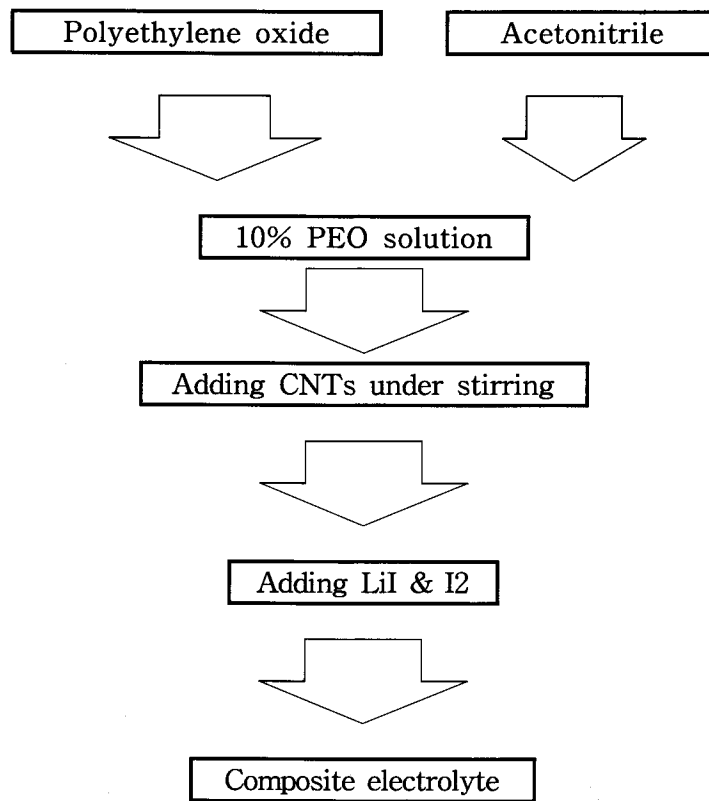 Polyethylene oxide
Acetonitrile
10% PEO solution
Adding CNTs under stirring
Adding LiI & I2
Composite electrolyte